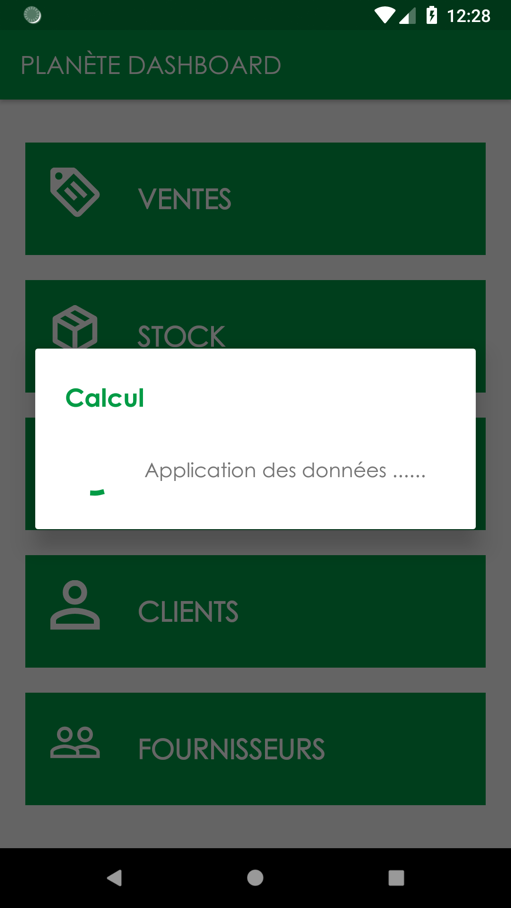 12:28
PLANÈTE DASHBOARD
VENTES
STOCK
Calcul
Application des données ......
CLIENTS
FOURNISSEURS